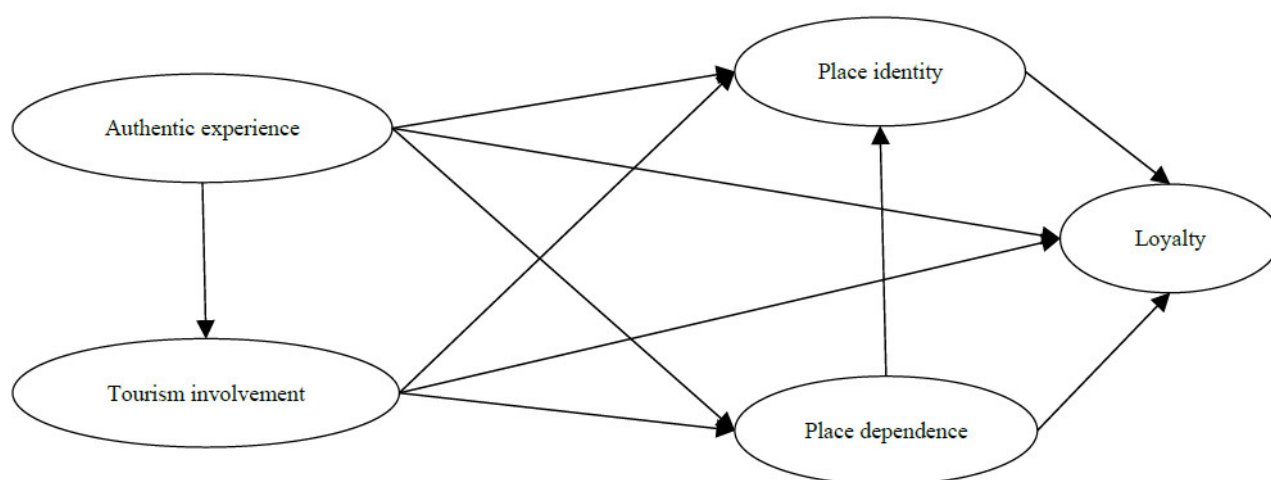 Place identity
Authentic experience
Loyalty
Tourism involvement
Place dependence